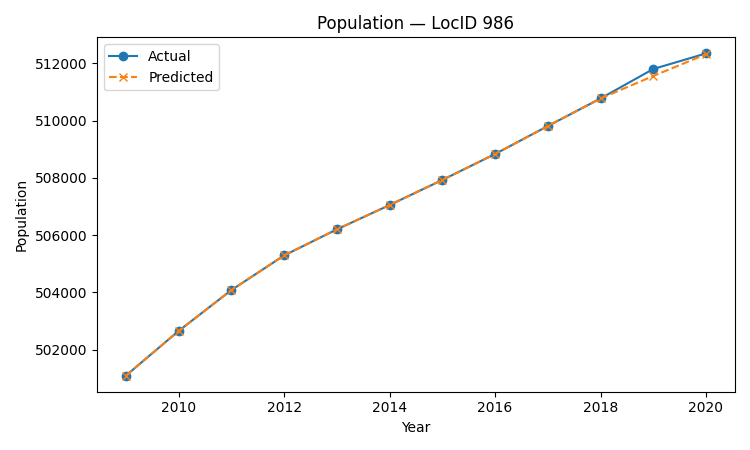 Population — LocID 986
Actual
Predicted
512000
510000
508000
506000
504000
502000
Population
2010 2012 2014 2016 2018 2020
Year